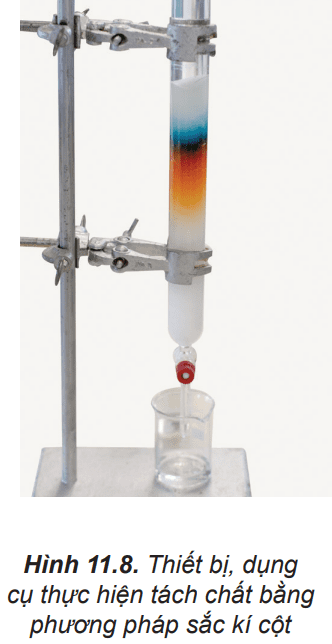 Hình 11.8. Thiết bị, dụng
cụ thực hiện tách chất bằng
phương pháp sắc kí cột